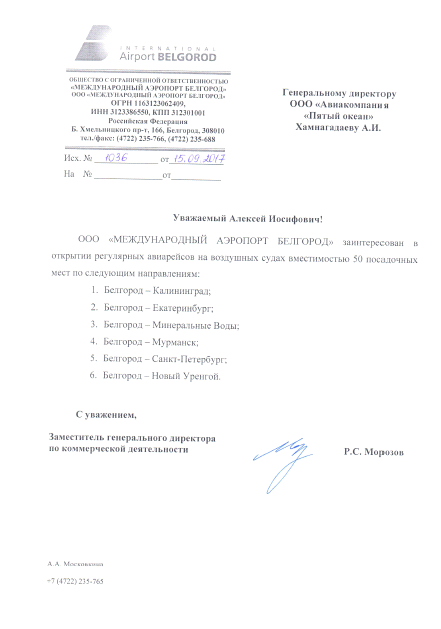 INTERNATIONAL
Airport BELGOROD
ОБЩЕСТВО С ОГРАНИЧЕННОЙ ОТВЕТСТВЕННОСТЬЮ
«МЕЖДУНАРОДНЫЙ АЭРОПОРТ БЕЛГОРОД»
ООО «МЕЖДУНАРОДНЫЙ АЭРОПОРТ БЕЛГОРОД»
ОГРН 1163123062409,
ИНН 3123386550, КПП 312301001
Российская Федерация
Б. Хмельницкого пр-т, 166, Белгород, 308010
тел./факс: (4722) 235-766, (4722) 235-688
Исх. № 1036 от 15.09.2017
На № от
Генеральному директору
ООО «Авиакомпания
«Пятый океан»
Хамнагадаеву А.И.
Уважаемый Алексей Иосифович!
ООО «МЕЖДУНАРОДНЫЙ АЭРОПОРТ БЕЛГОРОД» заинтересован в
открытии регулярных авиарейсов на воздушных судах вместимостью 50 посадочных
мест по следующим направлениям:
1. Белгород – Калининград;
2. Белгород – Екатеринбург;
3. Белгород – Минеральные Воды;
4. Белгород – Мурманск;
5. Белгород – Санкт-Петербург;
6. Белгород – Новый Уренгой.
С уважением,
Заместитель генерального директора
по коммерческой деятельности
Р.С. Морозов
А.А. Московкина
+7 (4722) 235-765